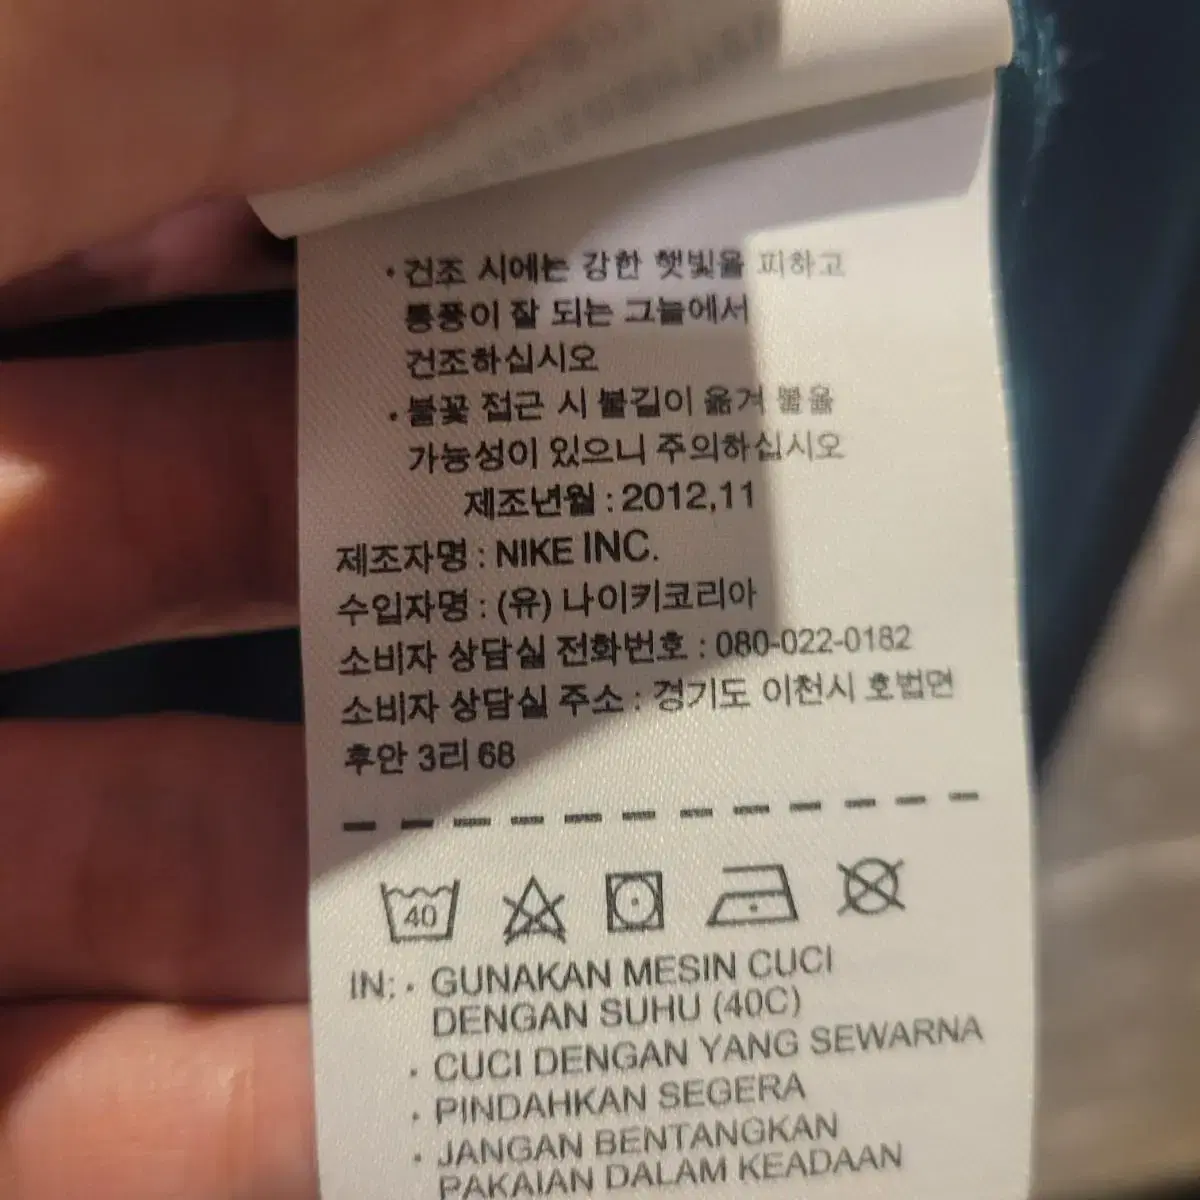 · 건조 시에는 강한 햇빛을 피하고
통풍이 잘 되는 그늘에서
건조하십시오
· 불꽃 접근 시 불길이 옮겨 붙을
가능성이 있으니 주의하십시오
제조년월 : 2012,11
제조자명 : NIKE INC.
수입자명 : (유) 나이키코리아
소비자 상담실 전화번호 : 080-022-0182
소비자 상담실 주소 : 경기도 이천시 호법면
후안 3리 68
40
IN: · GUNAKAN MESIN CUCI
DENGAN SUHU (40C)
· CUCI DENGAN YANG SEWARNA
· PINDAHKAN SEGERA
· JANGAN BENTANGKAN
PAKAIAN DALAM KEADAAN